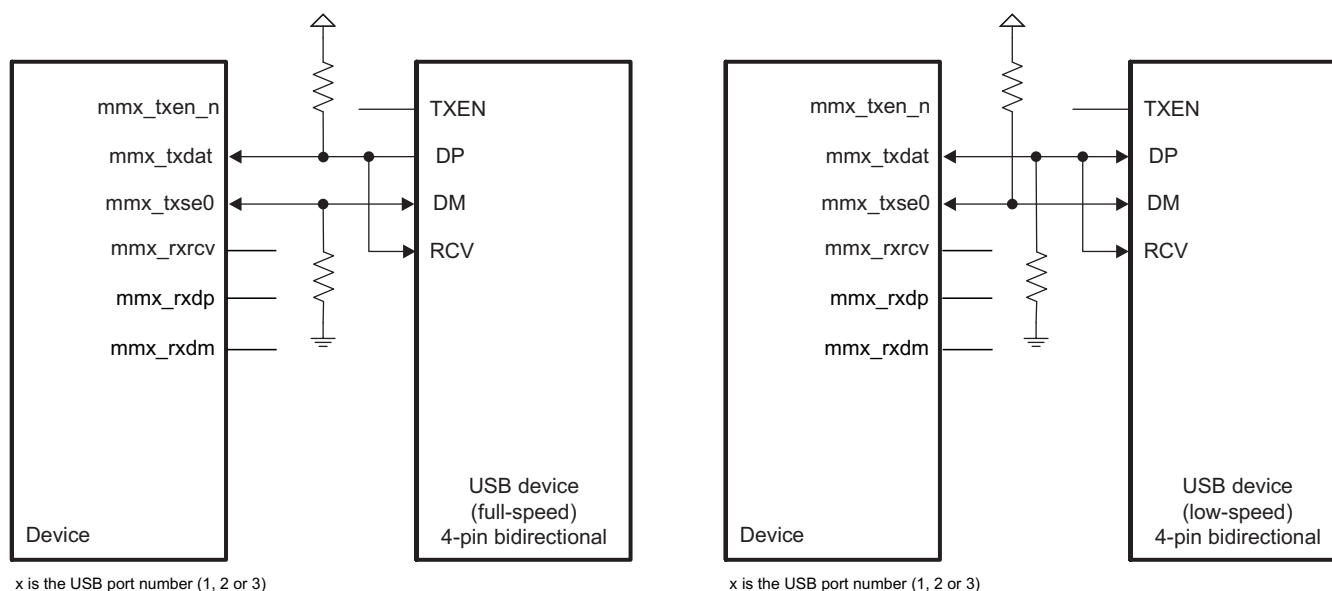 mmx_txen_n
mmx_txdat
mmx_txse0
mmx_rxrcv
mmx_rxdp
mmx_rxdm
Device
TXEN
DP
DM
RCV
USB device
(full-speed)
4-pin bidirectional
x is the USB port number (1, 2 or 3)
mmx_txen_n
mmx_txdat
mmx_txse0
mmx_rxrcv
mmx_rxdp
mmx_rxdm
Device
TXEN
DP
DM
RCV
USB device
(low-speed)
4-pin bidirectional
x is the USB port number (1, 2 or 3)